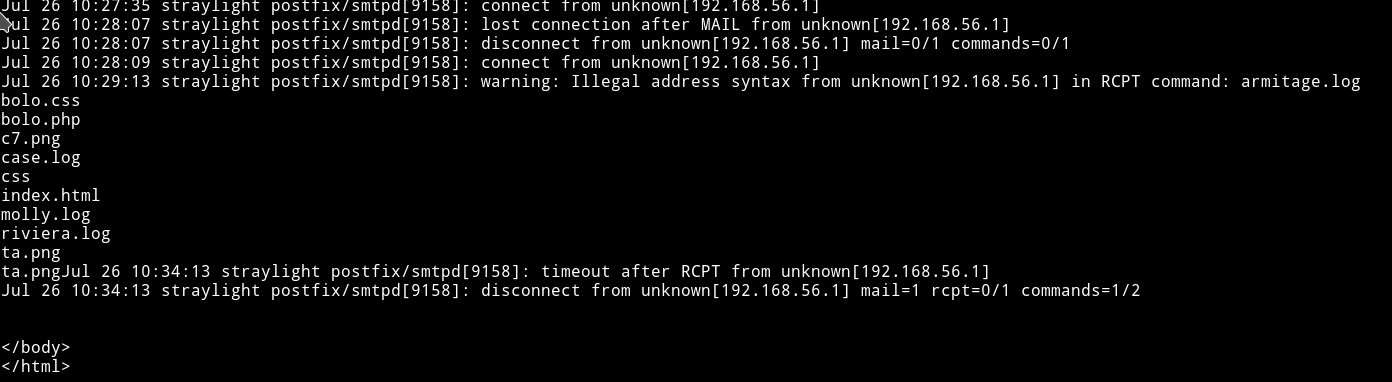 Jul 26 10:27:35 straylight postfix/smtpd[9158]: connect from unknown[192.168.56.1]
Jul 26 10:28:07 straylight postfix/smtpd[9158]: lost connection after MAIL from unknown[192.168.56.1]
Jul 26 10:28:07 straylight postfix/smtpd[9158]: disconnect from unknown[192.168.56.1] mail=0/1 commands=0/1
Jul 26 10:28:09 straylight postfix/smtpd[9158]: connect from unknown[192.168.56.1]
Jul 26 10:29:13 straylight postfix/smtpd[9158]: warning: Illegal address syntax from unknown[192.168.56.1] in RCPT command: armitage.log
bolo.css
bolo.php
c7.png
case.log
css
index.html
molly.log
riviera.log
ta.png
ta.pngJul 26 10:34:13 straylight postfix/smtpd[9158]: timeout after RCPT from unknown[192.168.56.1]
Jul 26 10:34:13 straylight postfix/smtpd[9158]: disconnect from unknown[192.168.56.1] mail=1 rcpt=0/1 commands=1/2
</body>
</html>